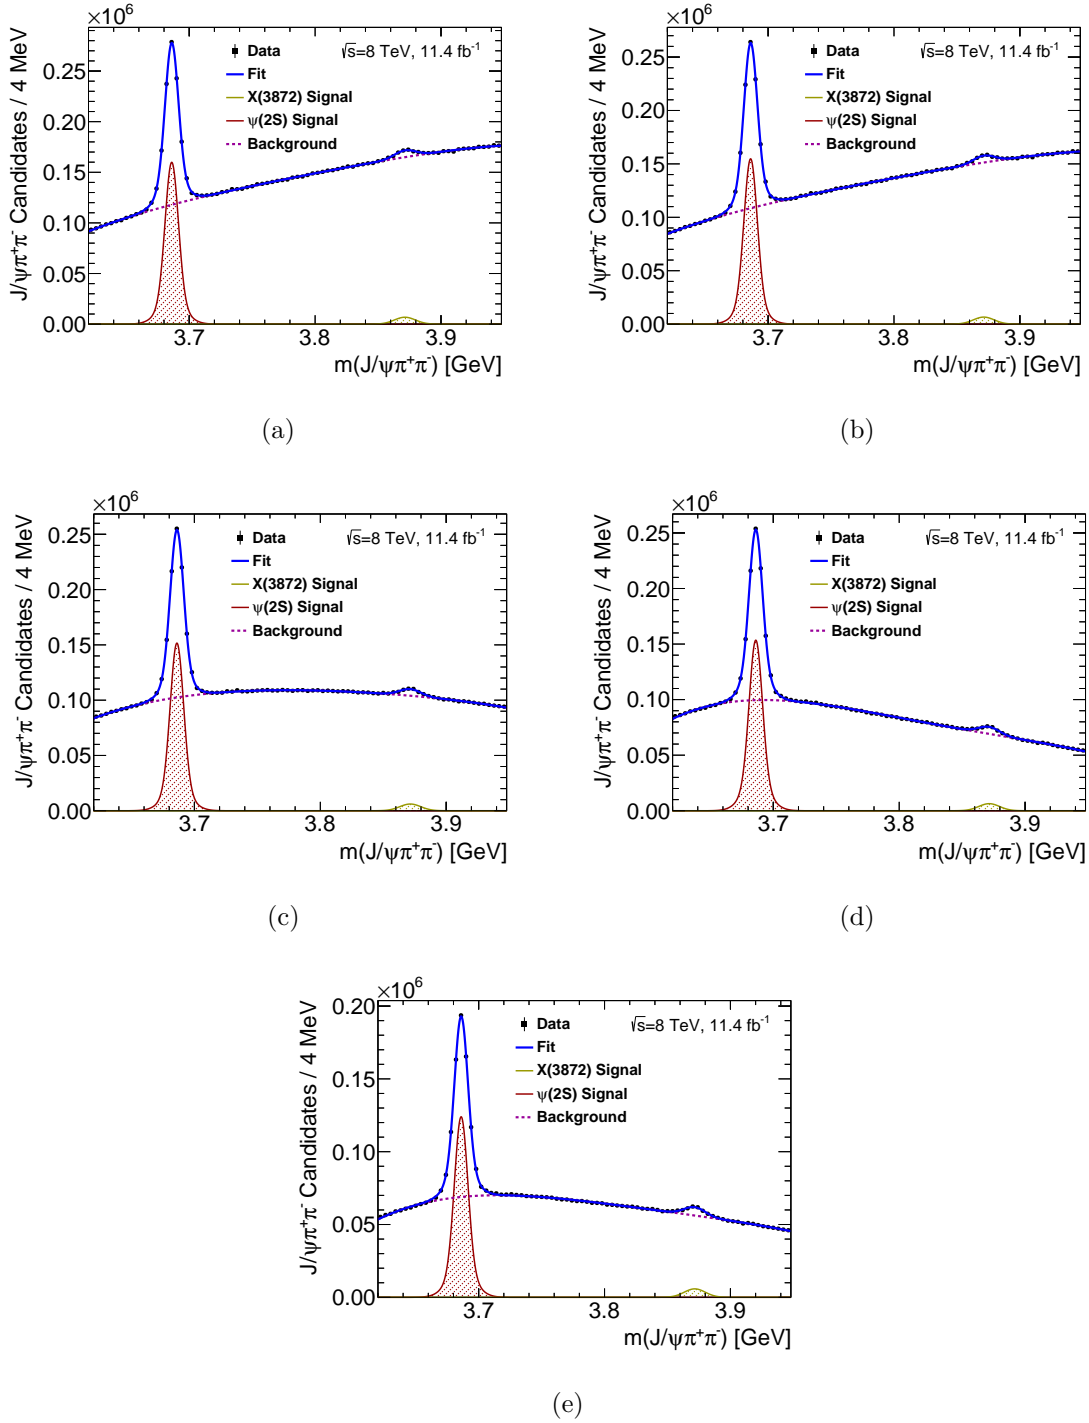 ×10⁶
J/ψπ⁺π⁻ Candidates / 4 MeV
0.25
0.20
0.15
0.10
0.05
0.00
Data
Fit
X(3872) Signal
ψ(2S) Signal
Background
√s=8 TeV, 11.4 fb⁻¹
3.7 3.8 3.9
m(J/ψπ⁺π⁻) [GeV]
(a)
×10⁶
J/ψπ⁺π⁻ Candidates / 4 MeV
0.25
0.20
0.15
0.10
0.05
0.00
Data
Fit
X(3872) Signal
ψ(2S) Signal
Background
√s=8 TeV, 11.4 fb⁻¹
3.7 3.8 3.9
m(J/ψπ⁺π⁻) [GeV]
(b)
×10⁶
J/ψπ⁺π⁻ Candidates / 4 MeV
0.25
0.20
0.15
0.10
0.05
0.00
Data
Fit
X(3872) Signal
ψ(2S) Signal
Background
√s=8 TeV, 11.4 fb⁻¹
3.7 3.8 3.9
m(J/ψπ⁺π⁻) [GeV]
(c)
×10⁶
J/ψπ⁺π⁻ Candidates / 4 MeV
0.25
0.20
0.15
0.10
0.05
0.00
Data
Fit
X(3872) Signal
ψ(2S) Signal
Background
√s=8 TeV, 11.4 fb⁻¹
3.7 3.8 3.9
m(J/ψπ⁺π⁻) [GeV]
(d)
×10⁶
J/ψπ⁺π⁻ Candidates / 4 MeV
0.20
0.15
0.10
0.05
0.00
Data
Fit
X(3872) Signal
ψ(2S) Signal
Background
√s=8 TeV, 11.4 fb⁻¹
3.7 3.8 3.9
m(J/ψπ⁺π⁻) [GeV]
(e)